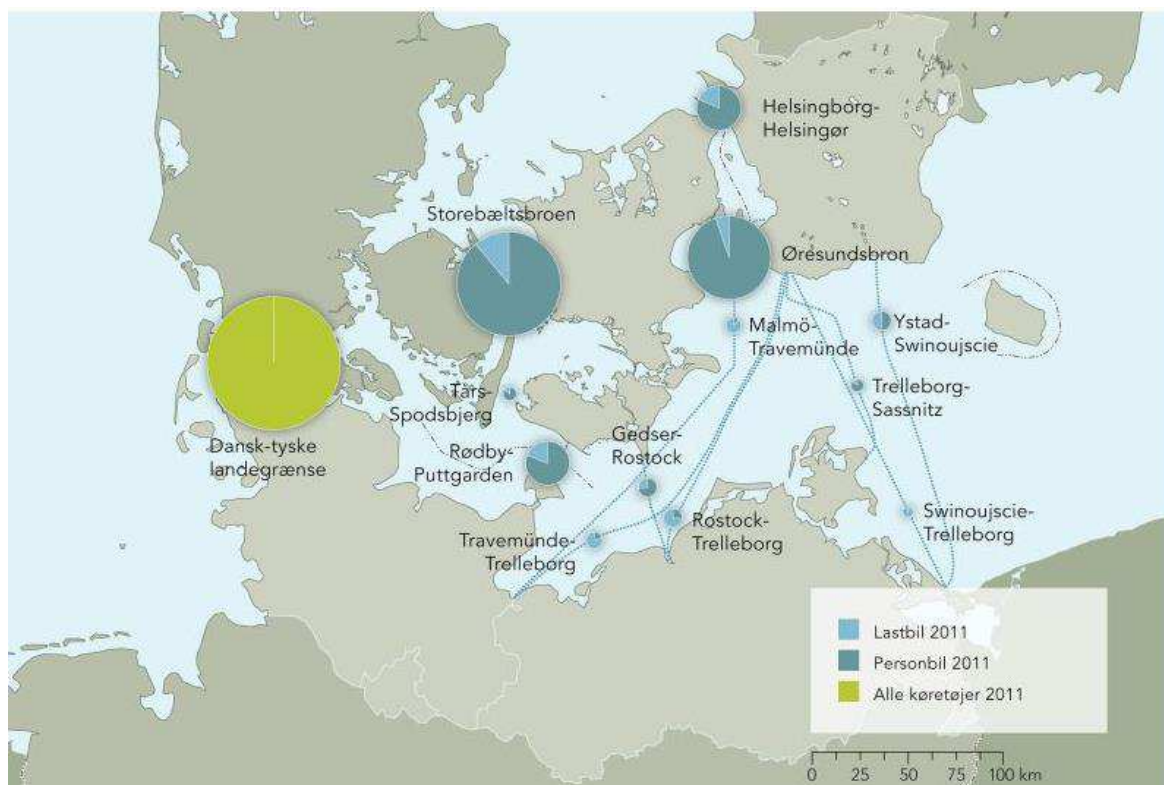 Helsingborg-
Helsingør
Storebæltsbroen
Øresundsbron
Malmö-
Travemünde
Ystad-
Swinoujscie
Tårs-
Spodsbjerg
Trelleborg-
Sassnitz
Dansk-tyske
landegrænse
Rødby-
Puttgarden
Gedser-
Rostock
Travemünde-
Trelleborg
Rostock-
Trelleborg
Swinoujscie-
Trelleborg
Lastbil 2011
Personbil 2011
Alle køretøjer 2011
0 25 50 75 100 km